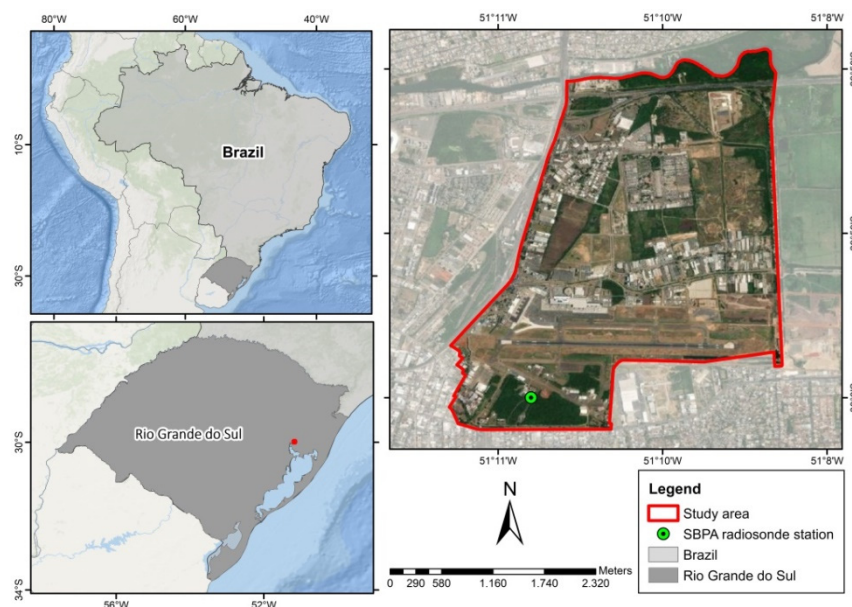 80°W 60°W 40°W
10°S
30°S
Brazil
30°S
34°S
Rio Grande do Sul
56°W 52°W
51°11'W 51°10'W 51°8'W
51°11'W 51°10'W 51°8'W
N
Meters
0 290 580 1.160 1.740 2.320
Legend
Study area
SBPA radiosonde station
Brazil
Rio Grande do Sul